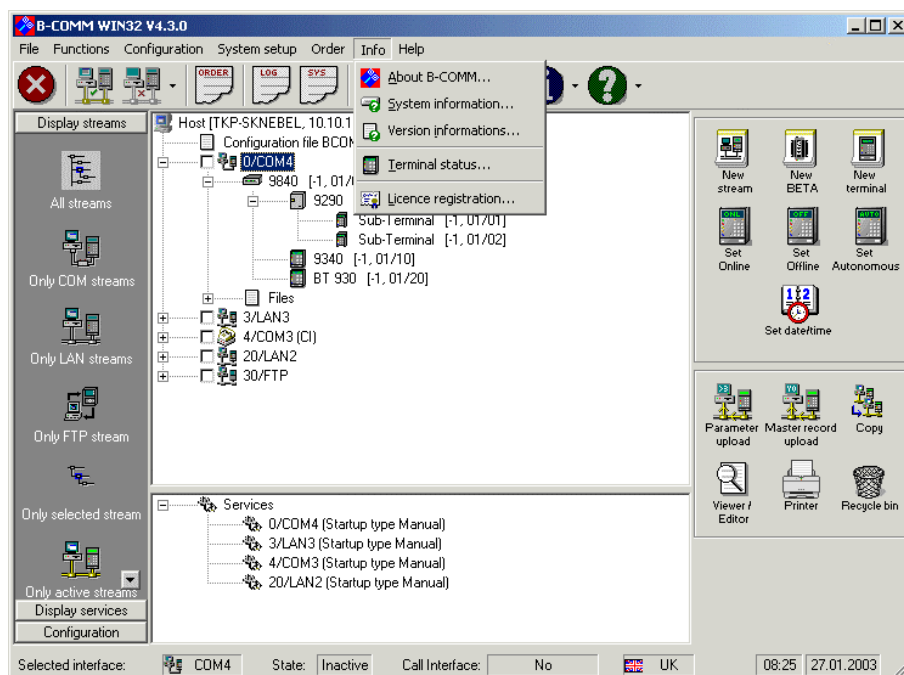 B-COMM WIN32 V4.3.0
File Functions Configuration System setup Order Info Help
ORDER LOG SYS
About B-COMM...
System information...
Version informations...
Terminal status...
Licence registration...
Display streams
All streams
Only COM streams
Only LAN streams
Only FTP stream
Only selected stream
Only active streams
Display services
Configuration
Host [TKP-SKNEBEL, 10.10.1
Configuration file BCOM
0/COM4
9840 [-1, 01/
9290
Sub-Terminal [-1, 01/01]
Sub-Terminal [-1, 01/02]
9340 [-1, 01/10]
BT 930 [-1, 01/20]
Files
3/LAN3
4/COM3 (CI)
20/LAN2
30/FTP
Services
0/COM4 (Startup type Manual)
3/LAN3 (Startup type Manual)
4/COM3 (Startup type Manual)
20/LAN2 (Startup type Manual)
New stream
New BETA
New terminal
ONL OFF AUTO
Set Online
Set Offline
Set Autonomous
1 2
Set date/time
Parameter upload
Master record upload
Copy
Viewer / Editor
Printer
Recycle bin
Selected interface: COM4 State: Inactive Call Interface: No UK 08:25 27.01.2003